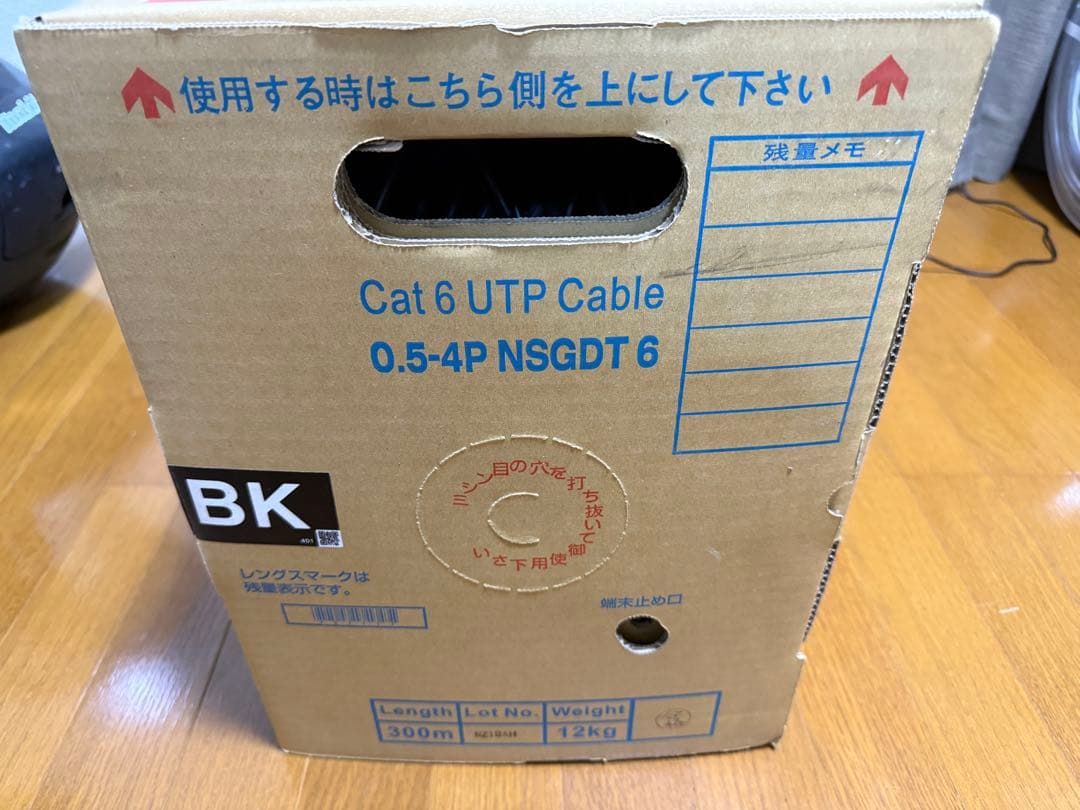 使用する時はこちら側を上にして下さい
残量メモ
Cat 6 UTP Cable
0.5-4P NSGDT 6
ミシン目の穴を打ち抜いて御使用下さい
BK
レングスマークは
残量表示です。
端末止め口
Length Lot No. Weight
300m 12kg